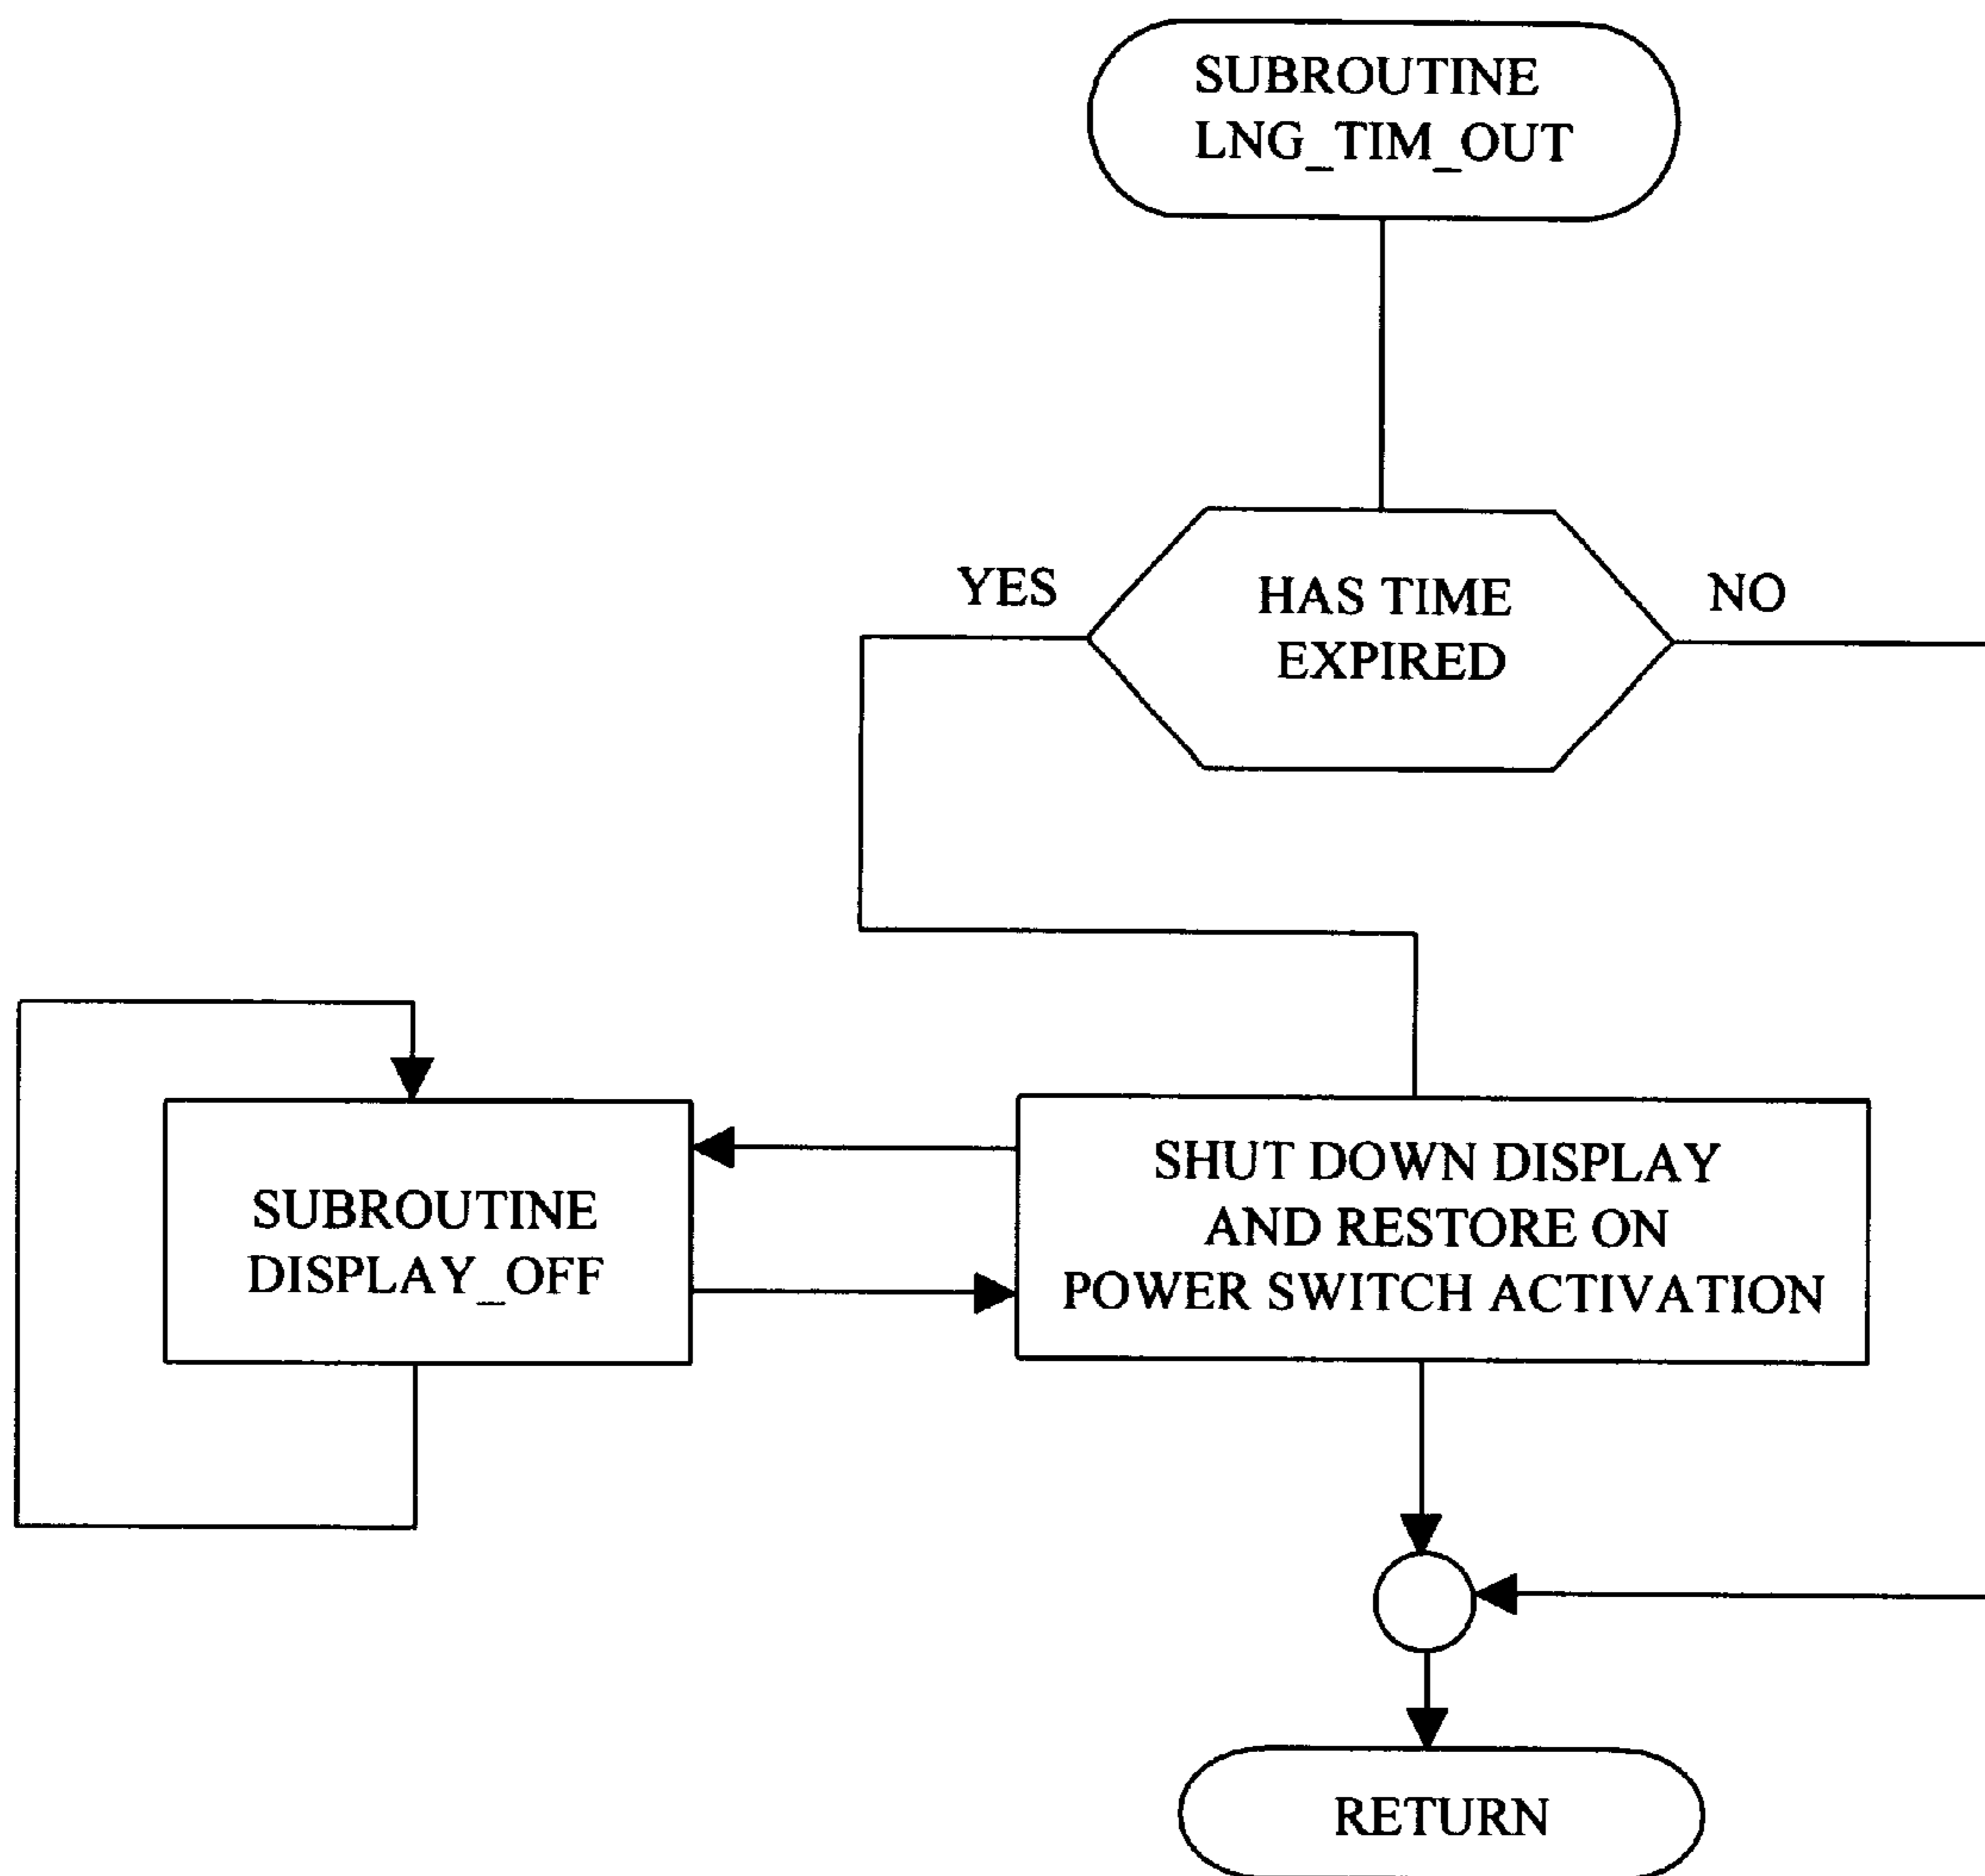 SUBROUTINE
LNG_TIM_OUT
YES
HAS TIME
EXPIRED
NO
SUBROUTINE
DISPLAY_OFF
SHUT DOWN DISPLAY
AND RESTORE ON
POWER SWITCH ACTIVATION
RETURN